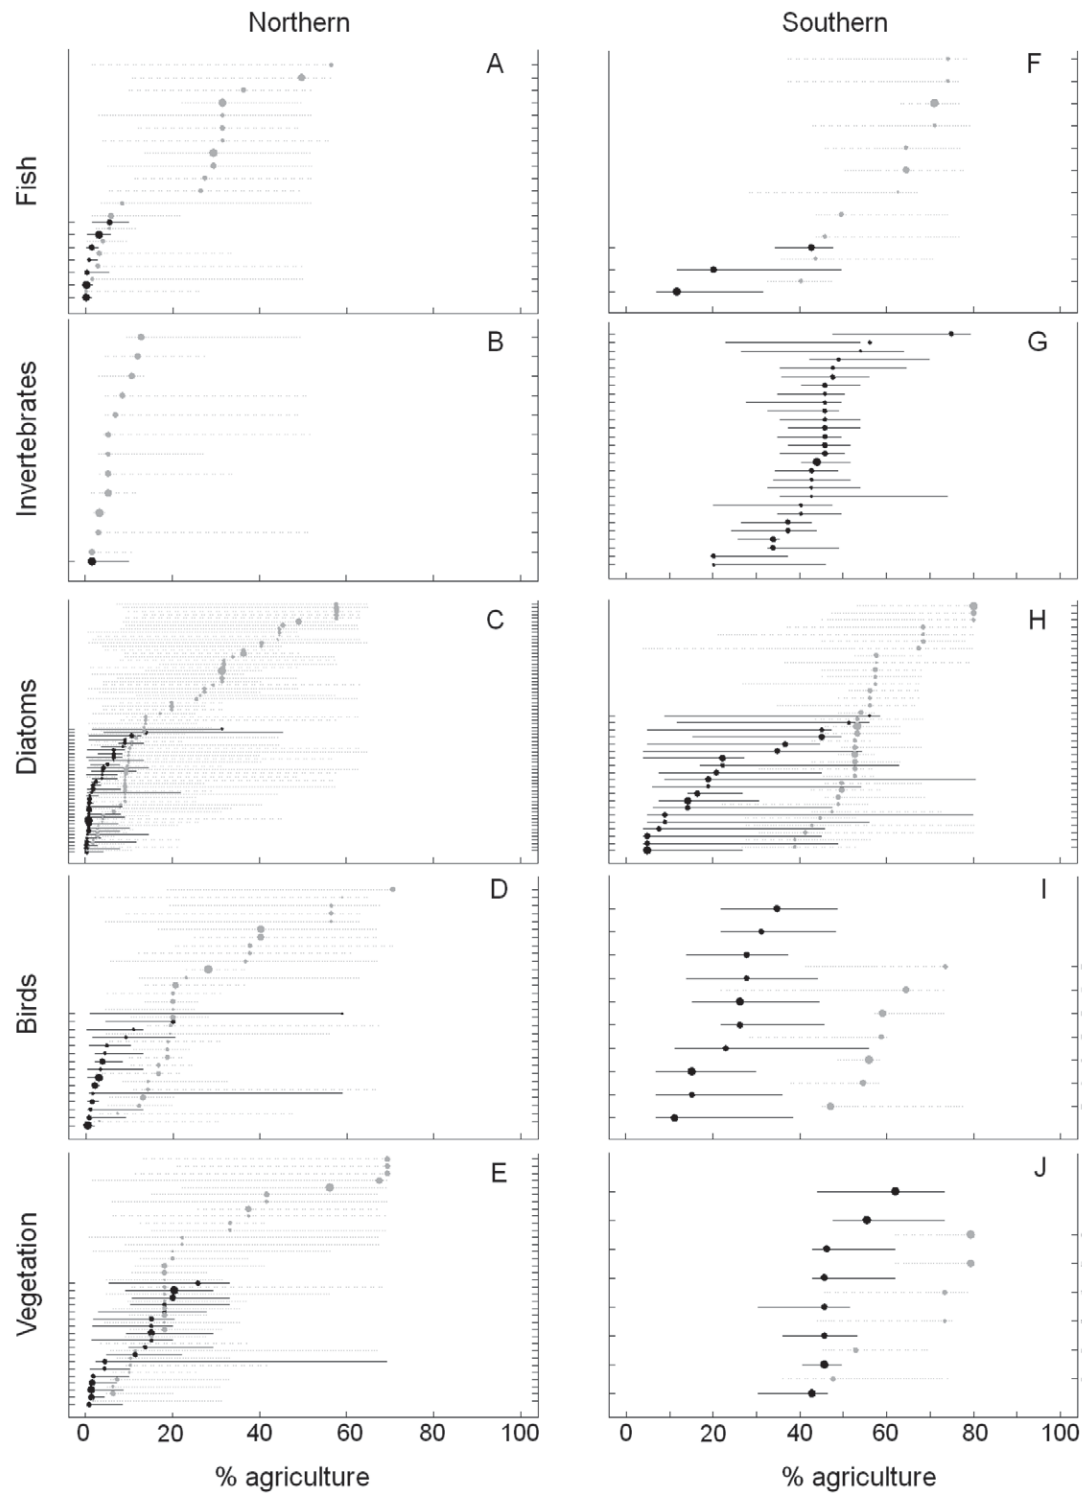 Northern
Southern
Fish
A
F
Invertebrates
B
G
Diatoms
C
H
Birds
D
I
Vegetation
E
J
0 20 40 60 80 100
0 20 40 60 80 100
% agriculture
% agriculture